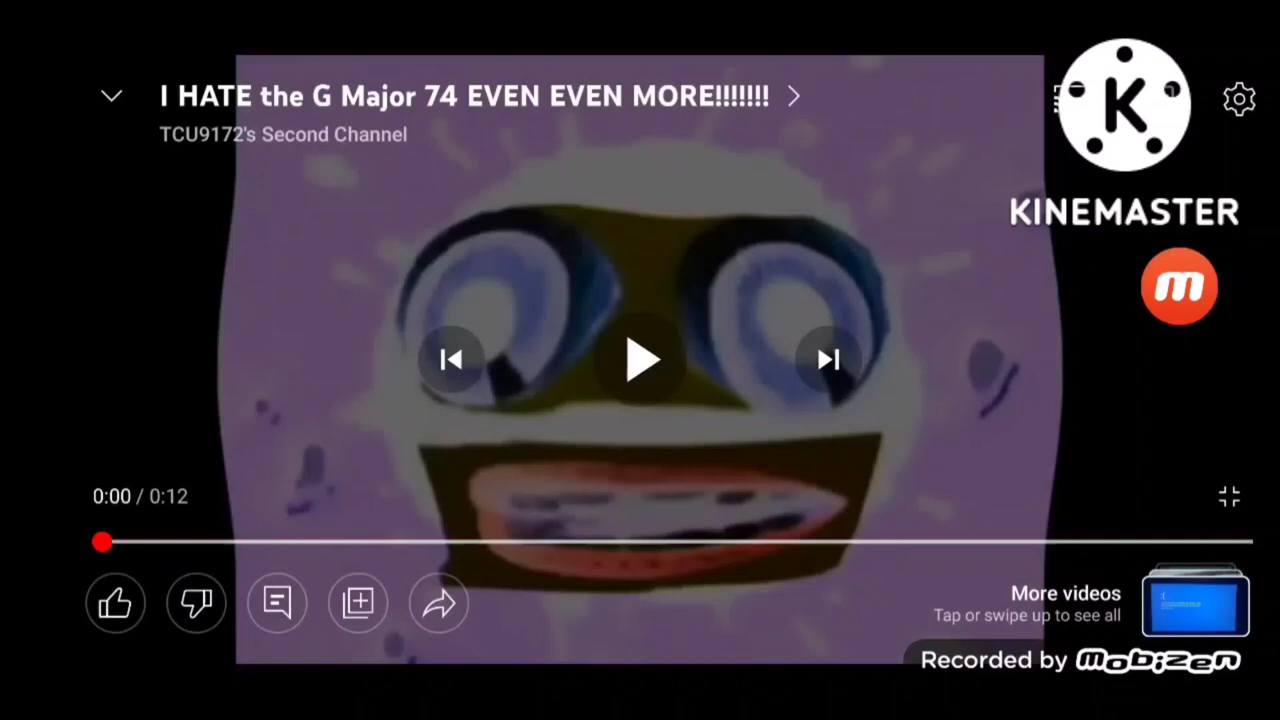 I HATE the G Major 74 EVEN EVEN MORE!!!!!!!
TCU9172's Second Channel
K
KINEMASTER
m
0:00 / 0:12
More videos
Tap or swipe up to see all
:(
Recorded by Mobizen